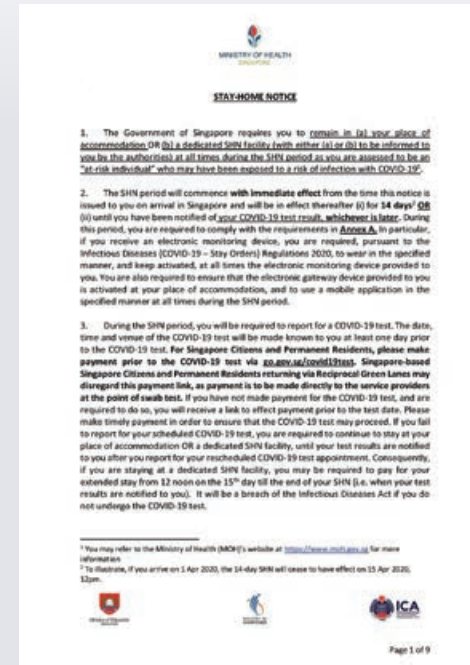 MINISTRY OF HEALTH
SINGAPORE
STAY-HOME NOTICE
1. The Government of Singapore requires you to remain in (a) your place of
accommodation OR (b) a dedicated SHN facility (with either (a) or (b) to be informed to
you by the authorities) at all times during the SHN period as you are assessed to be an
"at-risk individual" who may have been exposed to a risk of infection with COVID-19¹.
2. The SHN period will commence with immediate effect from the time this notice is
issued to you on arrival in Singapore and will be in effect thereafter (i) for 14 days² OR
(ii) until you have been notified of your COVID-19 test result, whichever is later. During
this period, you are required to comply with the requirements in Annex A. In particular,
if you receive an electronic monitoring device, you are required, pursuant to the
Infectious Diseases (COVID-19 – Stay Orders) Regulations 2020, to wear in the specified
manner, and keep activated, at all times the electronic monitoring device provided to
you. You are also required to ensure that the electronic gateway device provided to you
is activated at your place of accommodation, and to use a mobile application in the
specified manner at all times during the SHN period.
3. During the SHN period, you will be required to report for a COVID-19 test. The date,
time and venue of the COVID-19 test will be made known to you at least one day prior
to the COVID-19 test. For Singapore Citizens and Permanent Residents, please make
payment prior to the COVID-19 test via go.gov.sg/covid19test. Singapore-based
Singapore Citizens and Permanent Residents returning via Reciprocal Green Lanes may
disregard this payment link, as payment is to be made directly to the service providers
at the point of swab test. If you have not made payment for the COVID-19 test, and are
required to do so, you will receive a link to effect payment prior to the test date. Please
make timely payment in order to ensure that the COVID-19 test may proceed. If you fail
to report for your scheduled COVID-19 test, you are required to continue to stay at your
place of accommodation OR a dedicated SHN facility, until your test results are notified
to you after you report for your rescheduled COVID-19 test appointment. Consequently,
if you are staying at a dedicated SHN facility, you may be required to pay for your
extended stay from 12 noon on the 15th day till the end of your SHN (i.e. when your test
results are notified to you). It will be a breach of the Infectious Diseases Act if you do
not undergo the COVID-19 test.
¹ You may refer to the Ministry of Health (MOH)'s website at https://www.moh.gov.sg for more
information
² To illustrate, if you arrive on 1 Apr 2020, the 14-day SHN will cease to have effect on 15 Apr 2020,
12pm.
ICA
Page 1 of 9